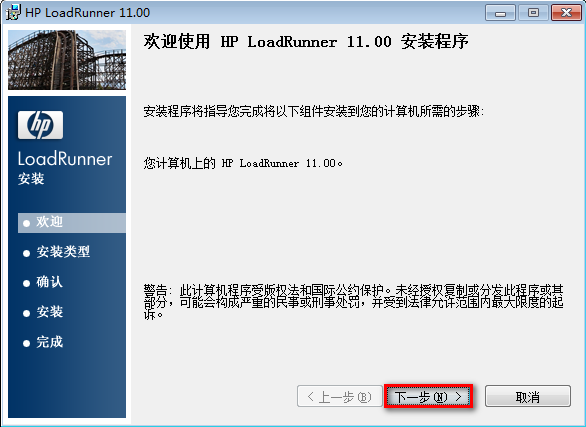 HP LoadRunner 11.00
hp
LoadRunner
安装
欢迎
安装类型
确认
安装
完成
欢迎使用 HP LoadRunner 11.00 安装程序
安装程序将指导您完成将以下组件安装到您的计算机所需的步骤:
您计算机上的 HP LoadRunner 11.00。
警告: 此计算机程序受版权法和国际公约保护。未经授权复制或分发此程序或其
部分，可能会构成严重的民事或刑事处罚，并受到法律允许范围内最大限度的起
诉。
< 上一步(B)
下一步(N) >
取消